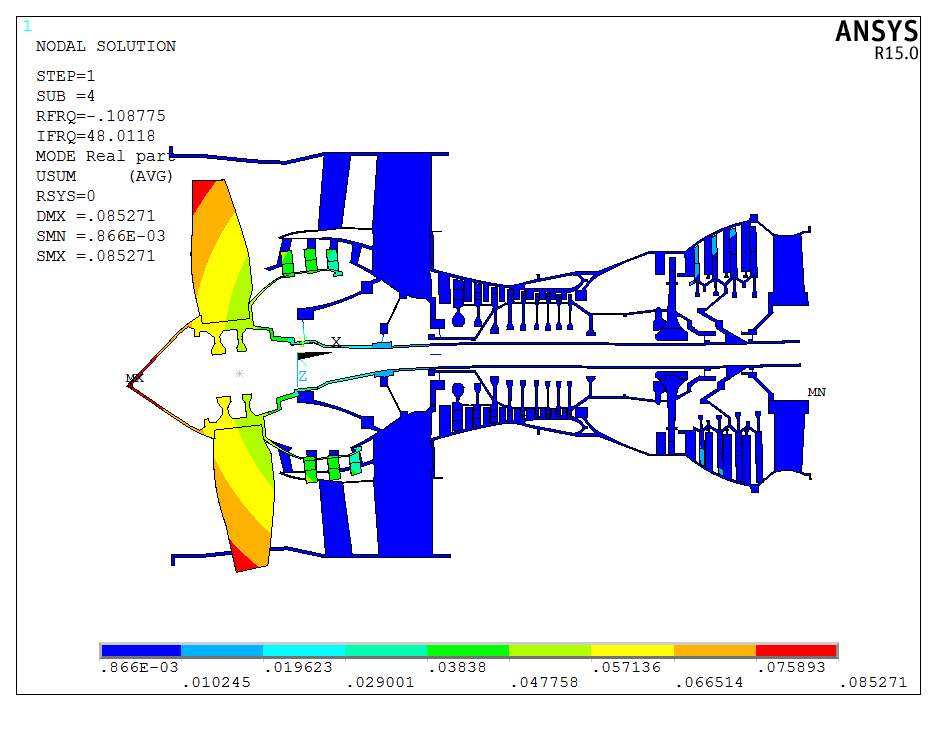 1
ANSYS
R15.0
NODAL SOLUTION
STEP=1
SUB =4
RFRQ=-.108775
IFRQ=48.0118
MODE Real part
USUM (AVG)
RSYS=0
DMX =.085271
SMN =.866E-03
SMX =.085271
X
Z
MX
MN
.866E-03 .019623 .03838 .057136 .075893
.010245 .029001 .047758 .066514 .085271